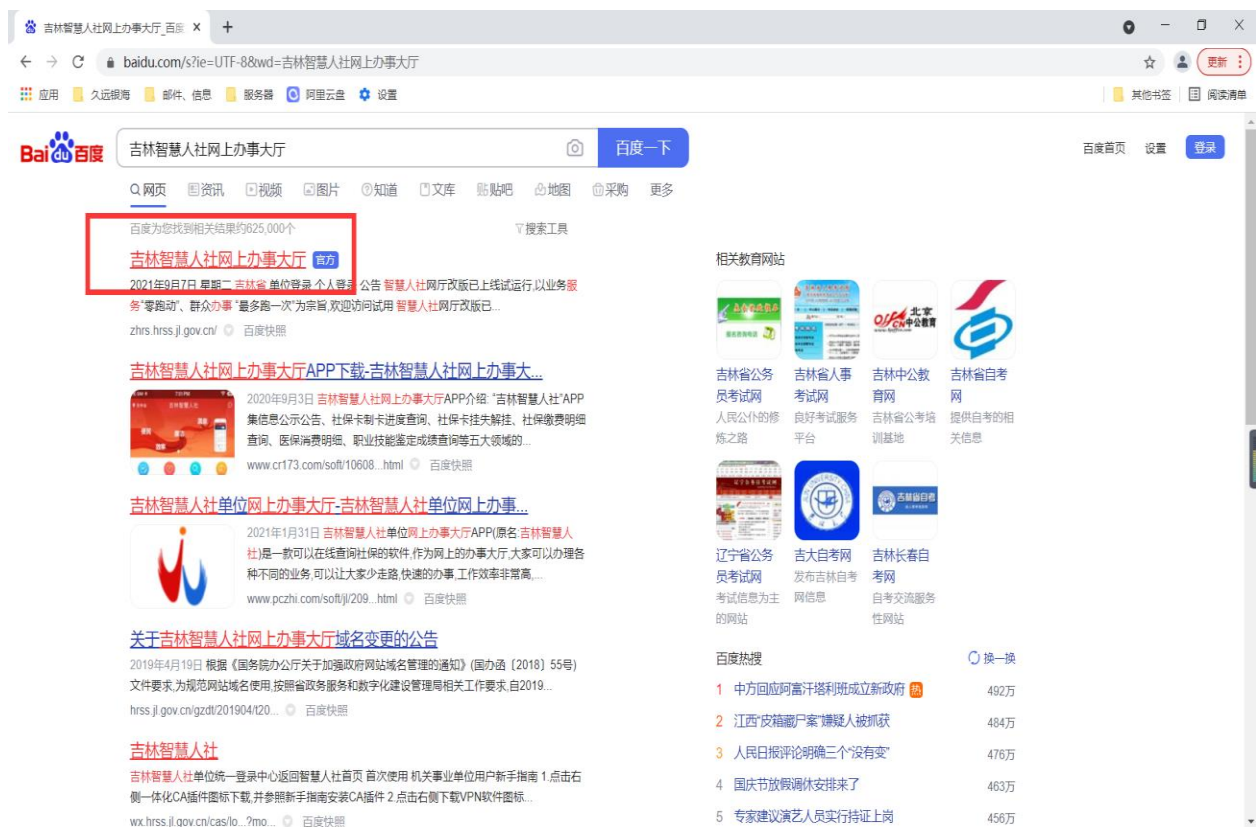 吉林智慧人社网上办事大厅_百度
baidu.com/s?ie=UTF-8&wd=吉林智慧人社网上办事大厅
更新
应用 久远银海 邮件、信息 服务器 阿里云盘 设置
其他书签 阅读清单
Bai du 百度
吉林智慧人社网上办事大厅
百度一下
百度首页 设置 登录
网页 资讯 视频 图片 知道 文库 贴吧 地图 采购 更多
百度为您找到相关结果约625,000个
搜索工具
吉林智慧人社网上办事大厅 官方
2021年9月7日 星期二 吉林省 单位登录 个人登录 公告 智慧人社网厅改版已上线试运行,以业务服
务“零跑动”、群众办事 “最多跑一次”为宗旨,欢迎访问试用 智慧人社网厅改版已...
zhrs.hrss.jl.gov.cn/ 百度快照
吉林智慧人社网上办事大厅APP下载-吉林智慧人社网上办事大...
2020年9月3日 吉林智慧人社网上办事大厅APP介绍: “吉林智慧人社”APP
集信息公示公告、社保卡制卡进度查询、社保卡挂失解挂、社保缴费明细
查询、医保消费明细、职业技能鉴定成绩查询等五大领域的...
www.cr173.com/soft/10608...html 百度快照
吉林智慧人社单位网上办事大厅-吉林智慧人社单位网上办事...
2021年1月31日 吉林智慧人社单位网上办事大厅APP(原名:吉林智慧人
社)是一款可以在线查询社保的软件,作为网上的办事大厅,大家可以办理各
种不同的业务,可以让大家少走路,快速的办事,工作效率非常高,...
www.pczhi.com/soft/jl/209...html 百度快照
关于吉林智慧人社网上办事大厅域名变更的公告
2019年4月19日 根据《国务院办公厅关于加强政府网站域名管理的通知》(国办函〔2018〕55号)
文件要求,为规范网站域名使用,按照省政务服务和数字化建设管理局相关工作要求,自2019...
hrss.jl.gov.cn/gzdt/201904/t20... 百度快照
吉林智慧人社
吉林智慧人社单位统一登录中心返回智慧人社首页 首次使用 机关事业单位用户新手指南 1.点击右
侧一体化CA插件图标下载,并参照新手指南安装CA插件 2.点击右侧下载VPN软件图标...
wx.hrss.jl.gov.cn/cas/lo...?mo... 百度快照
相关教育网站
北京
中公教育
吉林省公务 吉林省人事 吉林中公教 吉林省自考
员考试网 考试网 育网 网
人民公仆的修 良好考试服务 吉林省公考培 提供自考的相
炼之路 平台 训基地 关信息
吉林省自考
辽宁省公务 吉大自考网 吉林长春自
员考试网 发布吉林自考 考网
考试信息为主 网信息 自考交流服务
的网站 性网站
百度热搜 换一换
1 中方回应阿富汗塔利班成立新政府 热 492万
2 江西“皮箱藏尸案”嫌疑人被抓获 484万
3 人民日报评论明确三个“没有变” 476万
4 国庆节放假调休安排来了 463万
5 专家建议演艺人员实行持证上岗 456万